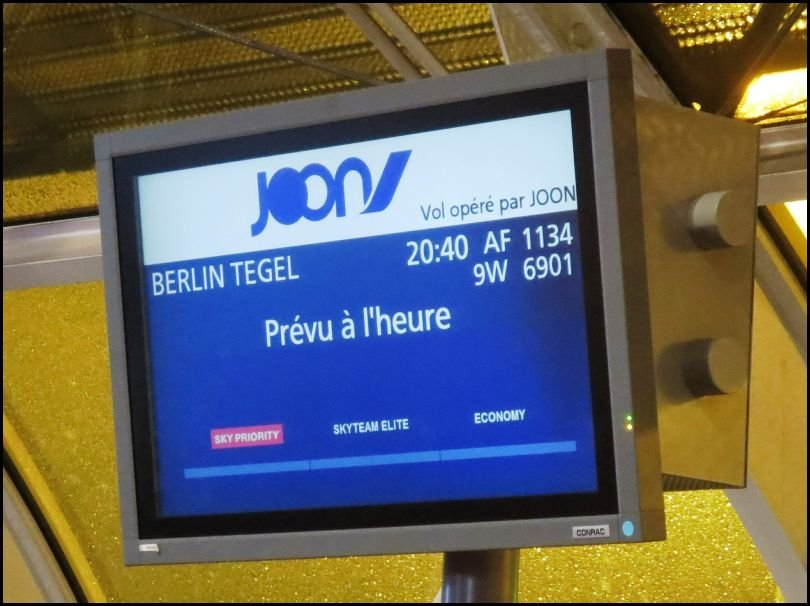 JOON
Vol opéré par JOON
BERLIN TEGEL 20:40 AF 1134
9W 6901
Prévu à l'heure
SKY PRIORITY SKYTEAM ELITE ECONOMY
CONRAC